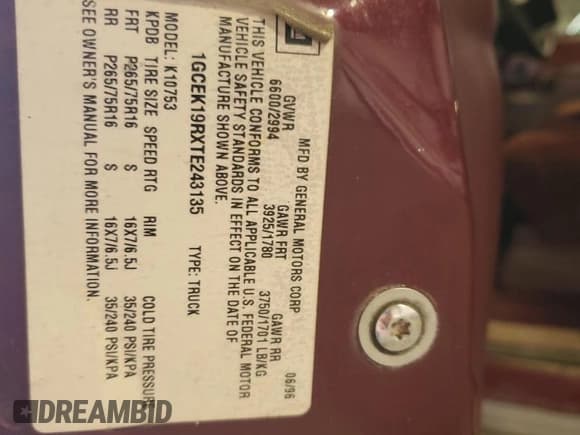 GM
MFD BY GENERAL MOTORS CORP 06/96
GVWR GAWR FRT GAWR RR
6600/2994 3925/1780 3750/1701 LB/KG
THIS VEHICLE CONFORMS TO ALL APPLICABLE U.S. FEDERAL MOTOR
VEHICLE SAFETY STANDARDS IN EFFECT ON THE DATE OF
MANUFACTURE SHOWN ABOVE.
1GCEK19RXTE243135 TYPE: TRUCK
MODEL: K10753
KPDB TIRE SIZE SPEED RTG RIM COLD TIRE PRESSURE
FRT P265/75R16 S 16X7/6.5J 35/240 PSI/KPA
RR P265/75R16 S 16X7/6.5J 35/240 PSI/KPA
SEE OWNER'S MANUAL FOR MORE INFORMATION.
DREAMBID